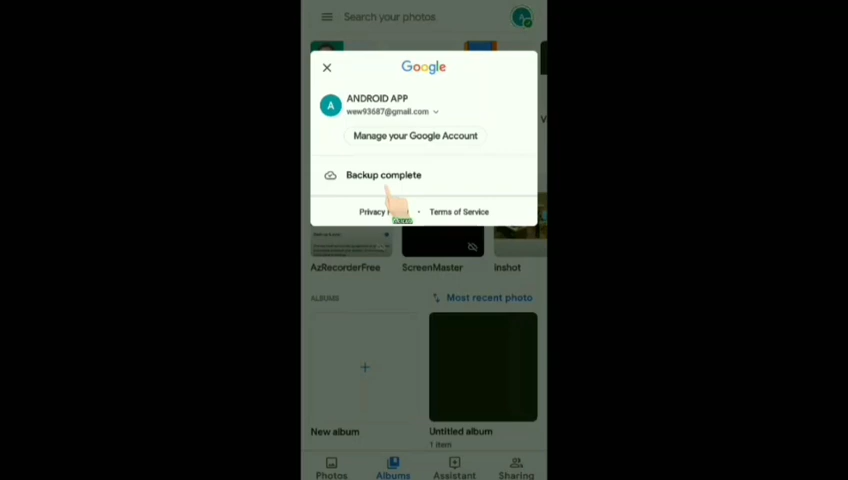 Search your photos
A
Google
ANDROID APP
A
wew93687@gmail.com
Manage your Google Account
Backup complete
Privacy • Terms of Service
AzRecorderFree ScreenMaster inshot
ALBUMS Most recent photo
New album Untitled album
1 item
Photos Albums Assistant Sharing